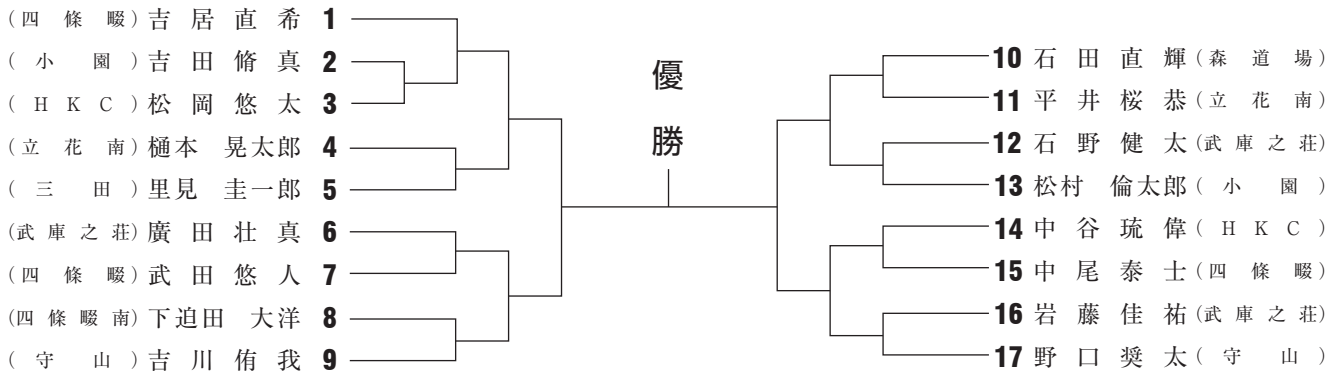 (四條畷)吉居直希 1
(小園)吉田脩真 2
(HKC)松岡悠太 3
(立花南)樋本 晃太郎 4
(三田)里見 圭一郎 5
(武庫之荘)廣田壮真 6
(四條畷)武田悠人 7
(四條畷南)下迫田 大洋 8
(守山)吉川侑我 9
優勝
10 石田直輝(森道場)
11 平井桜恭(立花南)
12 石野健太(武庫之荘)
13 松村 倫太郎(小園)
14 中谷琉偉(HKC)
15 中尾泰士(四條畷)
16 岩藤佳祐(武庫之荘)
17 野口奨太(守山)